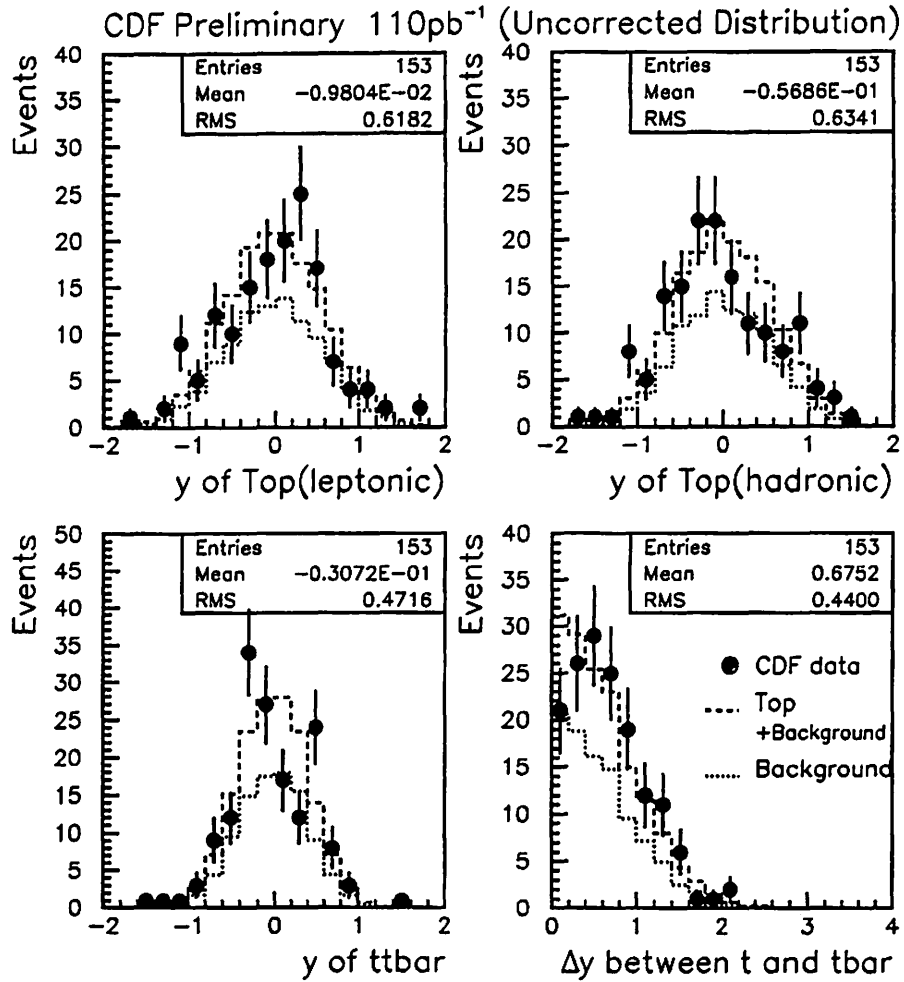 CDF Preliminary 110pb⁻¹ (Uncorrected Distribution)
Events
40
35
30
25
20
15
10
5
0
Entries 153
Mean -0.9804E-02
RMS 0.6182
-2 -1 0 1 2
y of Top(leptonic)
Events
40
35
30
25
20
15
10
5
0
Entries 153
Mean -0.5686E-01
RMS 0.6341
-2 -1 0 1 2
y of Top(hadronic)
Events
50
45
40
35
30
25
20
15
10
5
0
Entries 153
Mean -0.3072E-01
RMS 0.4716
-2 -1 0 1 2
y of ttbar
Events
40
35
30
25
20
15
10
5
0
Entries 153
Mean 0.6752
RMS 0.4400
CDF data
Top
+Background
Background
0 1 2 3 4
Δy between t and tbar